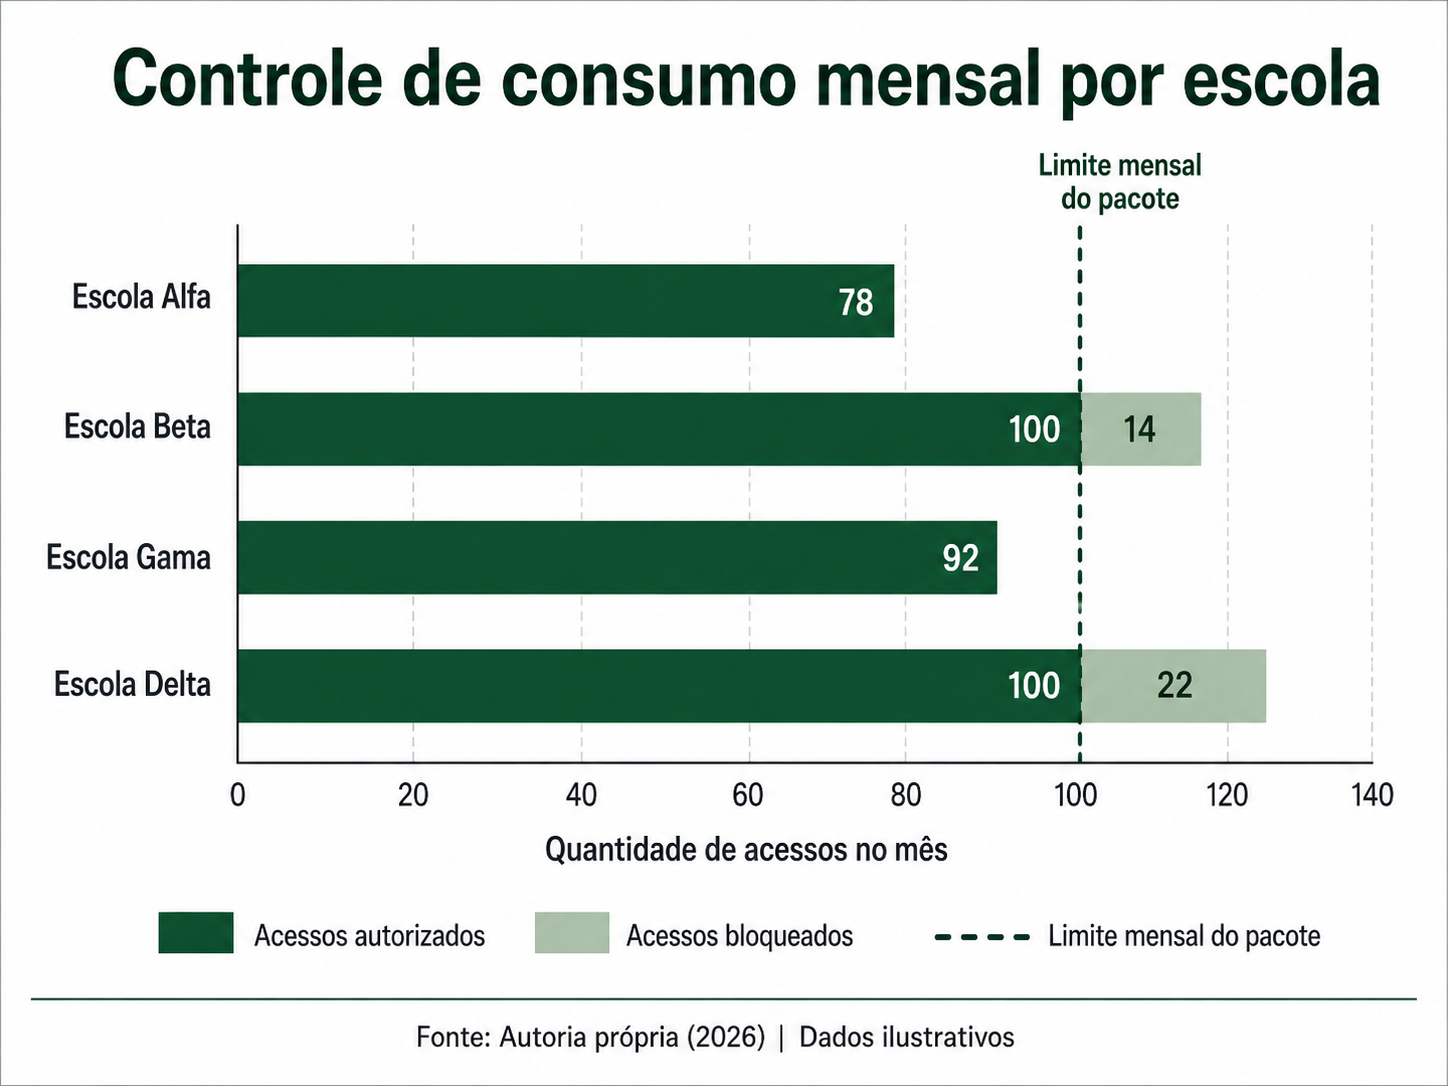 Controle de consumo mensal por escola
Limite mensal
do pacote
Escola Alfa
78
Escola Beta
100
14
Escola Gama
92
Escola Delta
100
22
0 20 40 60 80 100 120 140
Quantidade de acessos no mês
Acessos autorizados
Acessos bloqueados
Limite mensal do pacote
Fonte: Autoria própria (2026) | Dados ilustrativos